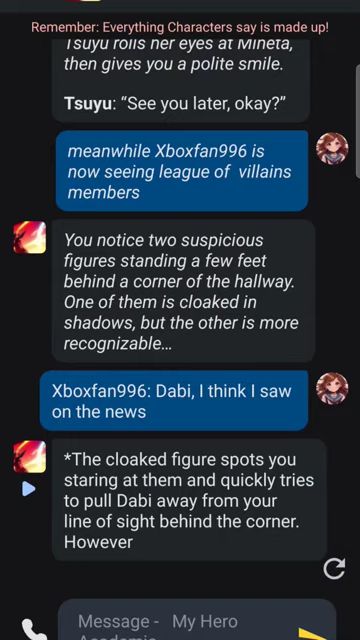 Remember: Everything Characters say is made up!
Tsuyu rolls her eyes at Mineta,
then gives you a polite smile.
Tsuyu: “See you later, okay?”
meanwhile Xboxfan996 is
now seeing league of villains
members
You notice two suspicious
figures standing a few feet
behind a corner of the hallway.
One of them is cloaked in
shadows, but the other is more
recognizable…
Xboxfan996: Dabi, I think I saw
on the news
*The cloaked figure spots you
staring at them and quickly tries
to pull Dabi away from your
line of sight behind the corner.
However
Message - My Hero
Academia